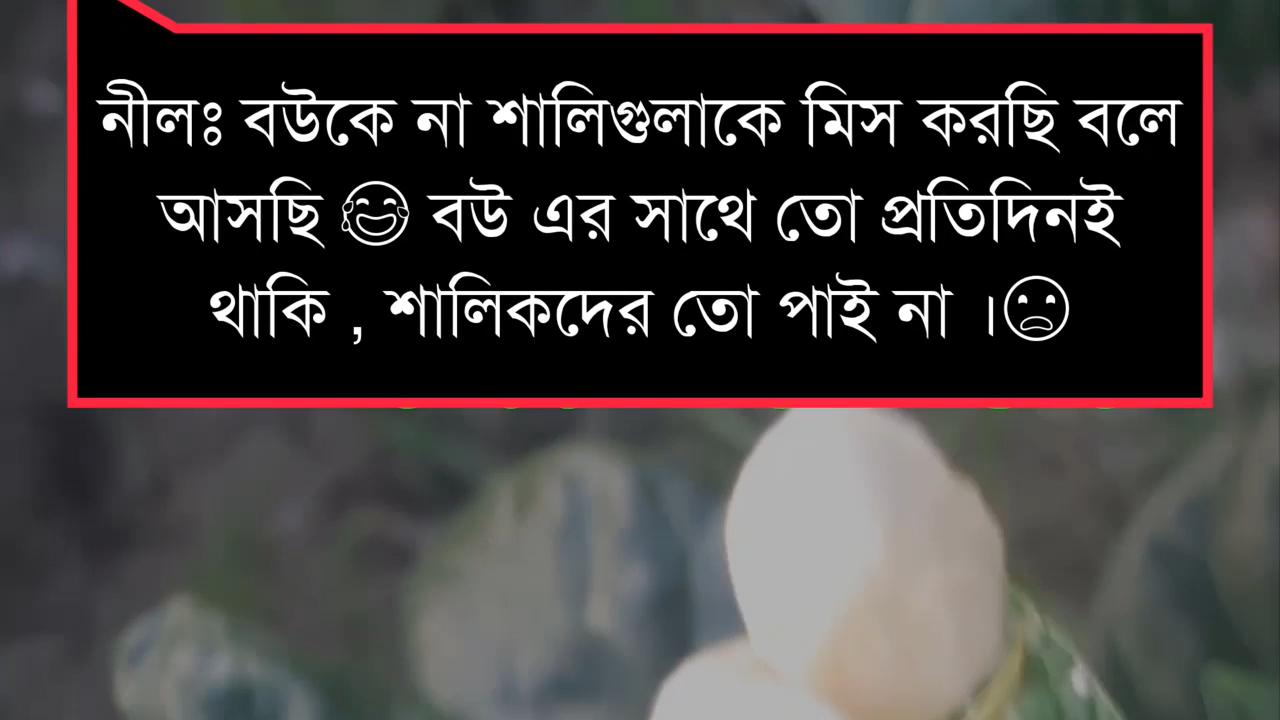 নীলঃ বউকে না শালিগুলাকে মিস করছি বলে
আসছি 😅 বউ এর সাথে তো প্রতিদিনই
থাকি , শালিকদের তো পাই না ।☹